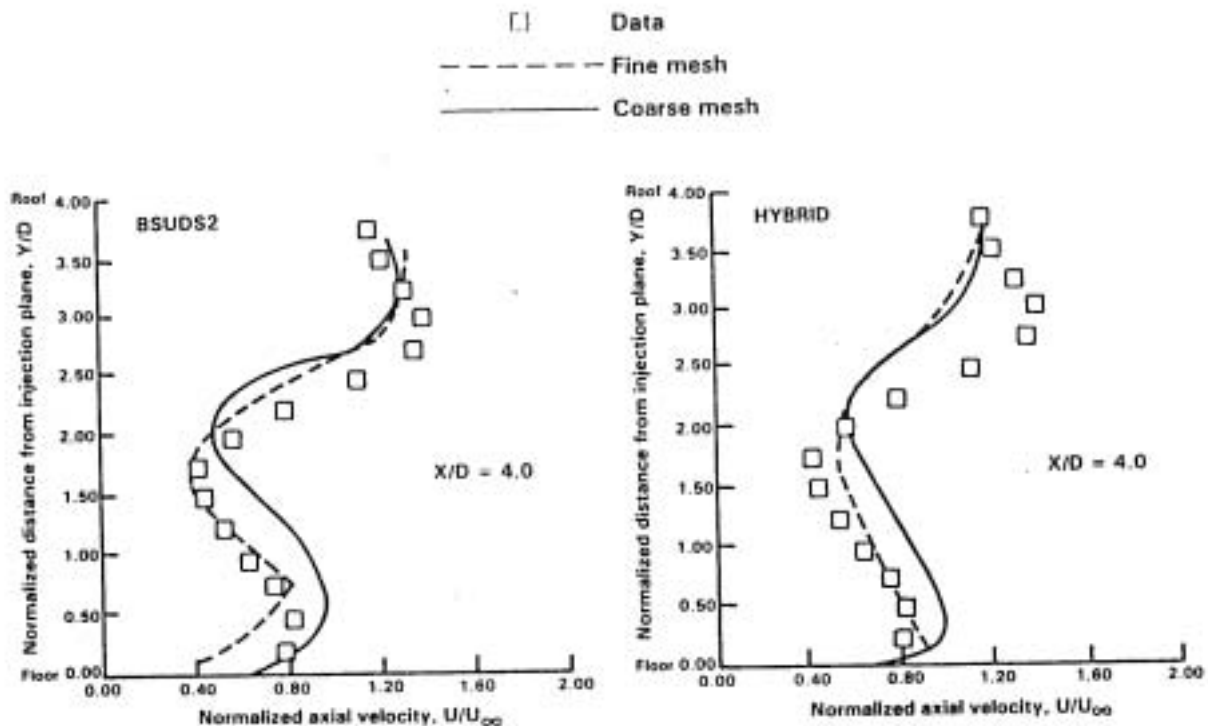 Data
Fine mesh
Coarse mesh
BSUDS2
Normalized distance from injection plane, Y/D
Roof 4.00
3.50
3.00
2.50
2.00
1.50
1.00
0.50
Floor 0.00
X/D = 4.0
0.00 0.40 0.80 1.20 1.60 2.00
Normalized axial velocity, U/U∞
HYBRID
Normalized distance from injection plane, Y/D
Roof 4.00
3.50
3.00
2.50
2.00
1.50
1.00
0.50
Floor 0.00
X/D = 4.0
0.00 0.40 0.80 1.20 1.60 2.00
Normalized axial velocity, U/U∞